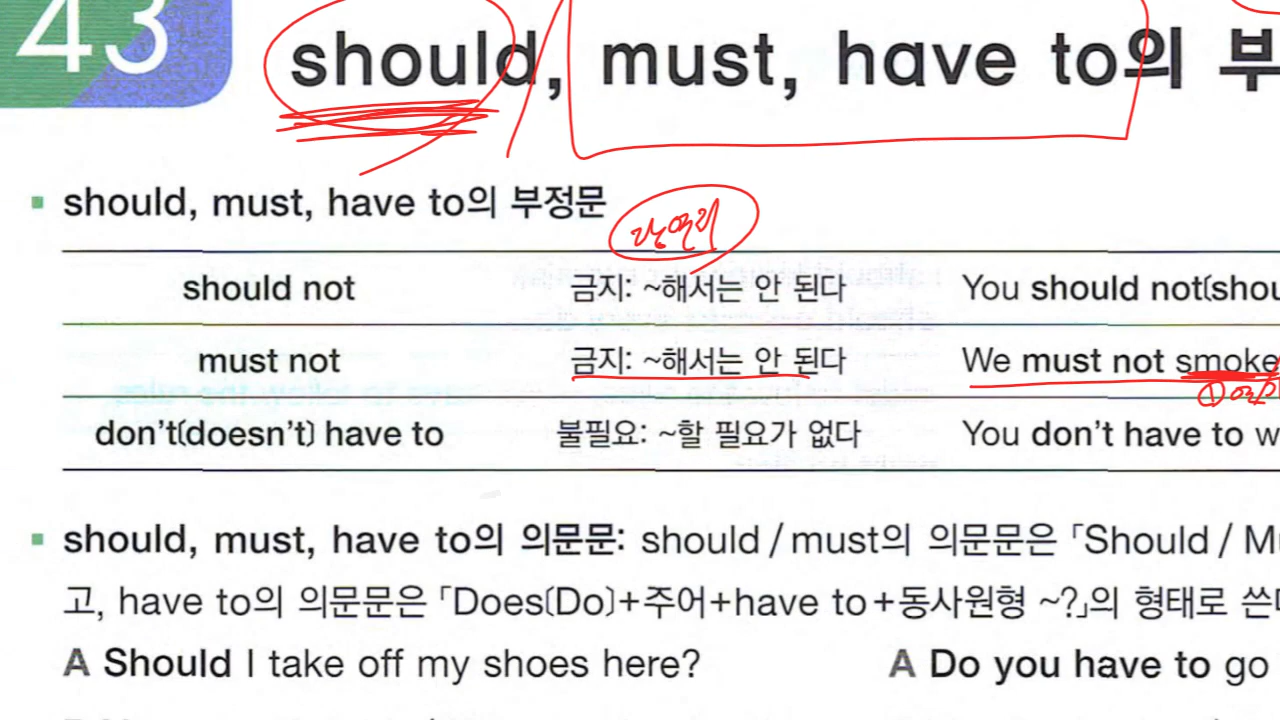 43
should, must, have to의 부
should, must, have to의 부정문
should not 금지: ~해서는 안 된다 You should not(shou
must not 금지: ~해서는 안 된다 We must not smoke
don't(doesn't) have to 불필요: ~할 필요가 없다 You don't have to w
should, must, have to의 의문문: should / must의 의문문은 「Should / Mu
고, have to의 의문문은 「Does(Do)+주어+have to+동사원형 ~?」의 형태로 쓴다
A Should I take off my shoes here? A Do you have to go